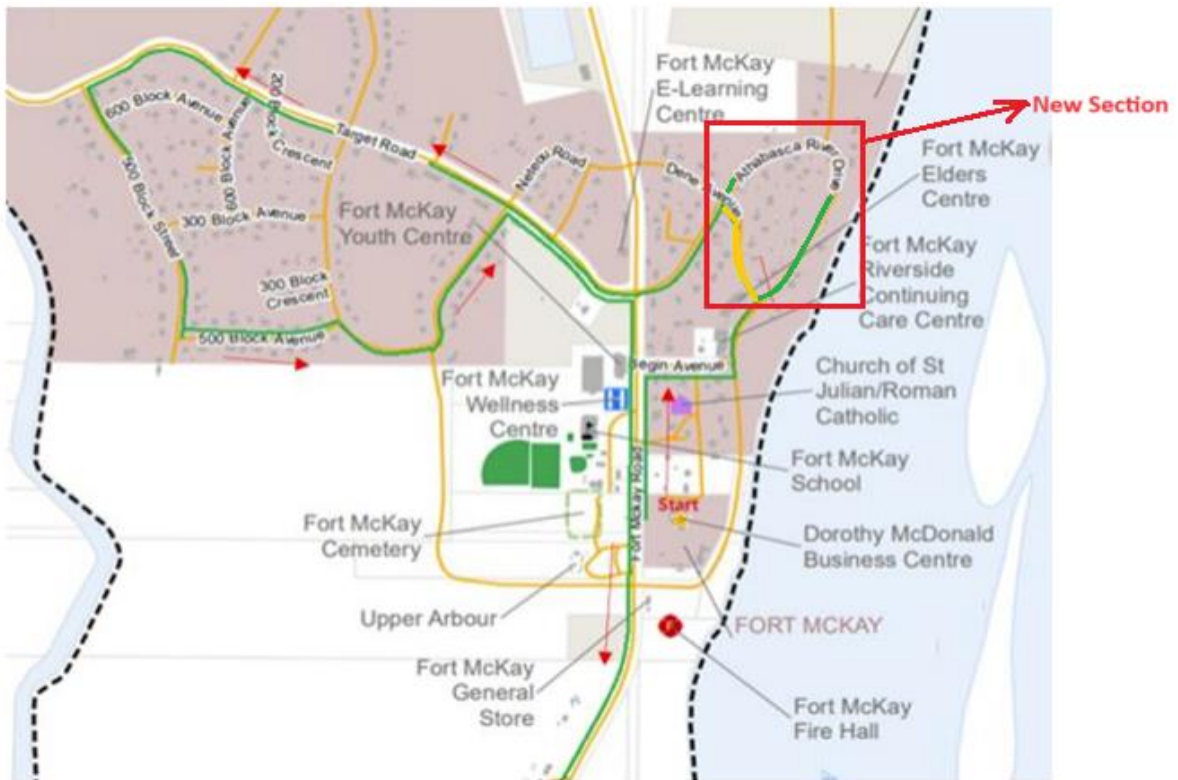 Fort McKay
E-Learning
Centre
New Section
600 Block Avenue
200 Block
Crescent
600 Block Avenue
Target Road
Natenki Road
Dene Avenue
Athabasca River Drive
Fort McKay
Elders
Centre
500 Block Street
300 Block Avenue
Fort McKay
Youth Centre
Fort McKay
Riverside
Continuing
Care Centre
300 Block
Crescent
500 Block Avenue
Begin Avenue
Fort McKay
Wellness
Centre
H
Church of St
Julian/Roman
Catholic
Fort Mckay Road
Fort McKay
School
Start
Fort McKay
Cemetery
Dorothy McDonald
Business Centre
Upper Arbour
FORT MCKAY
Fort McKay
General
Store
Fort McKay
Fire Hall